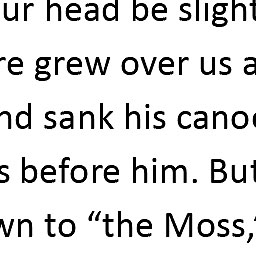 ur head be slight
re grew over us a
nd sank his canoe
s before him. But
wn to “the Moss,”